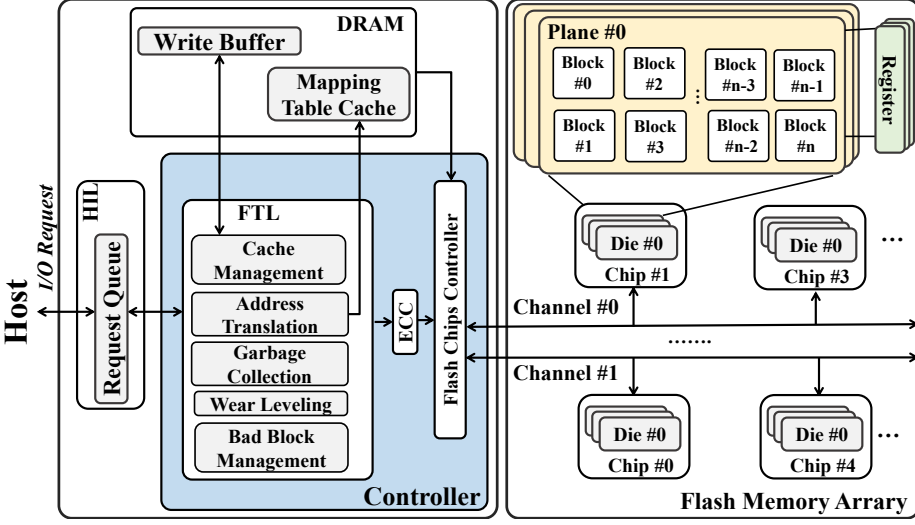 DRAM
Write Buffer
Mapping
Table Cache
HIL
I/O Request
Host
Request Queue
FTL
Cache
Management
Address
Translation
Garbage
Collection
Wear Leveling
Bad Block
Management
ECC
Flash Chips Controller
Controller
Plane #0
Block
#0
Block
#2
Block
#n-3
Block
#n-1
...
Block
#1
Block
#3
Block
#n-2
Block
#n
Register
Die #0
Chip #1
Die #0
Chip #3
...
Channel #0
.......
Channel #1
Die #0
Chip #0
Die #0
Chip #4
...
Flash Memory Arrary